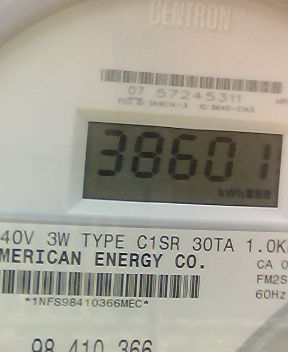 CENTRON®
07 57245311
38601
kWh
40V 3W TYPE C1SR 30TA 1.0K
MERICAN ENERGY CO.
CA 0
FM2S
60Hz
*1NFS98410366MEC*
98 410 366